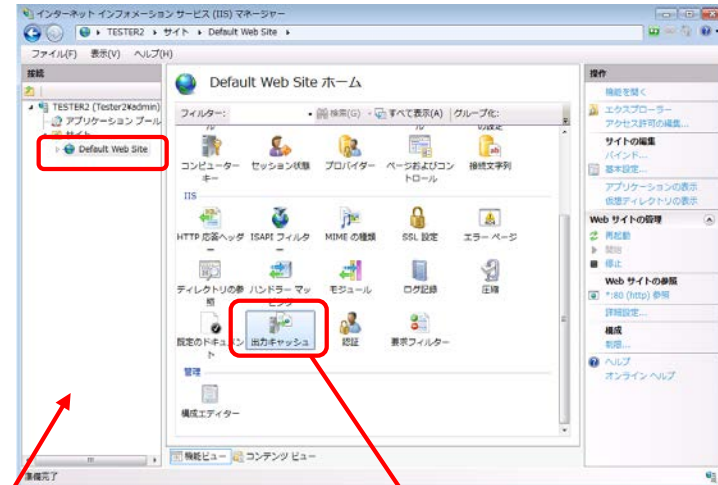 インターネット インフォメーション サービス (IIS) マネージャー
TESTER2 ▸ サイト ▸ Default Web Site ▸
ファイル(F) 表示(V) ヘルプ(H)
接続
TESTER2 (Tester2¥admin)
アプリケーション プール
サイト
Default Web Site
Default Web Site ホーム
フィルター: 検索(G) すべて表示(A) グループ化:
コンピューター キー
セッション状態
プロバイダー
ページおよびコントロール
接続文字列
IIS
HTTP 応答ヘッダー
ISAPI フィルター
MIME の種類
SSL 設定
エラー ページ
ディレクトリの参照
ハンドラー マッピング
モジュール
ログ記録
圧縮
既定のドキュメント
出力キャッシュ
認証
要求フィルター
管理
構成エディター
機能ビュー コンテンツ ビュー
準備完了
操作
機能を開く
エクスプローラー
アクセス許可の編集...
サイトの編集
バインド...
基本設定...
アプリケーションの表示
仮想ディレクトリの表示
Web サイトの管理
再起動
開始
停止
Web サイトの参照
*:80 (http) 参照
詳細設定...
構成
制限...
ヘルプ
オンライン ヘルプ